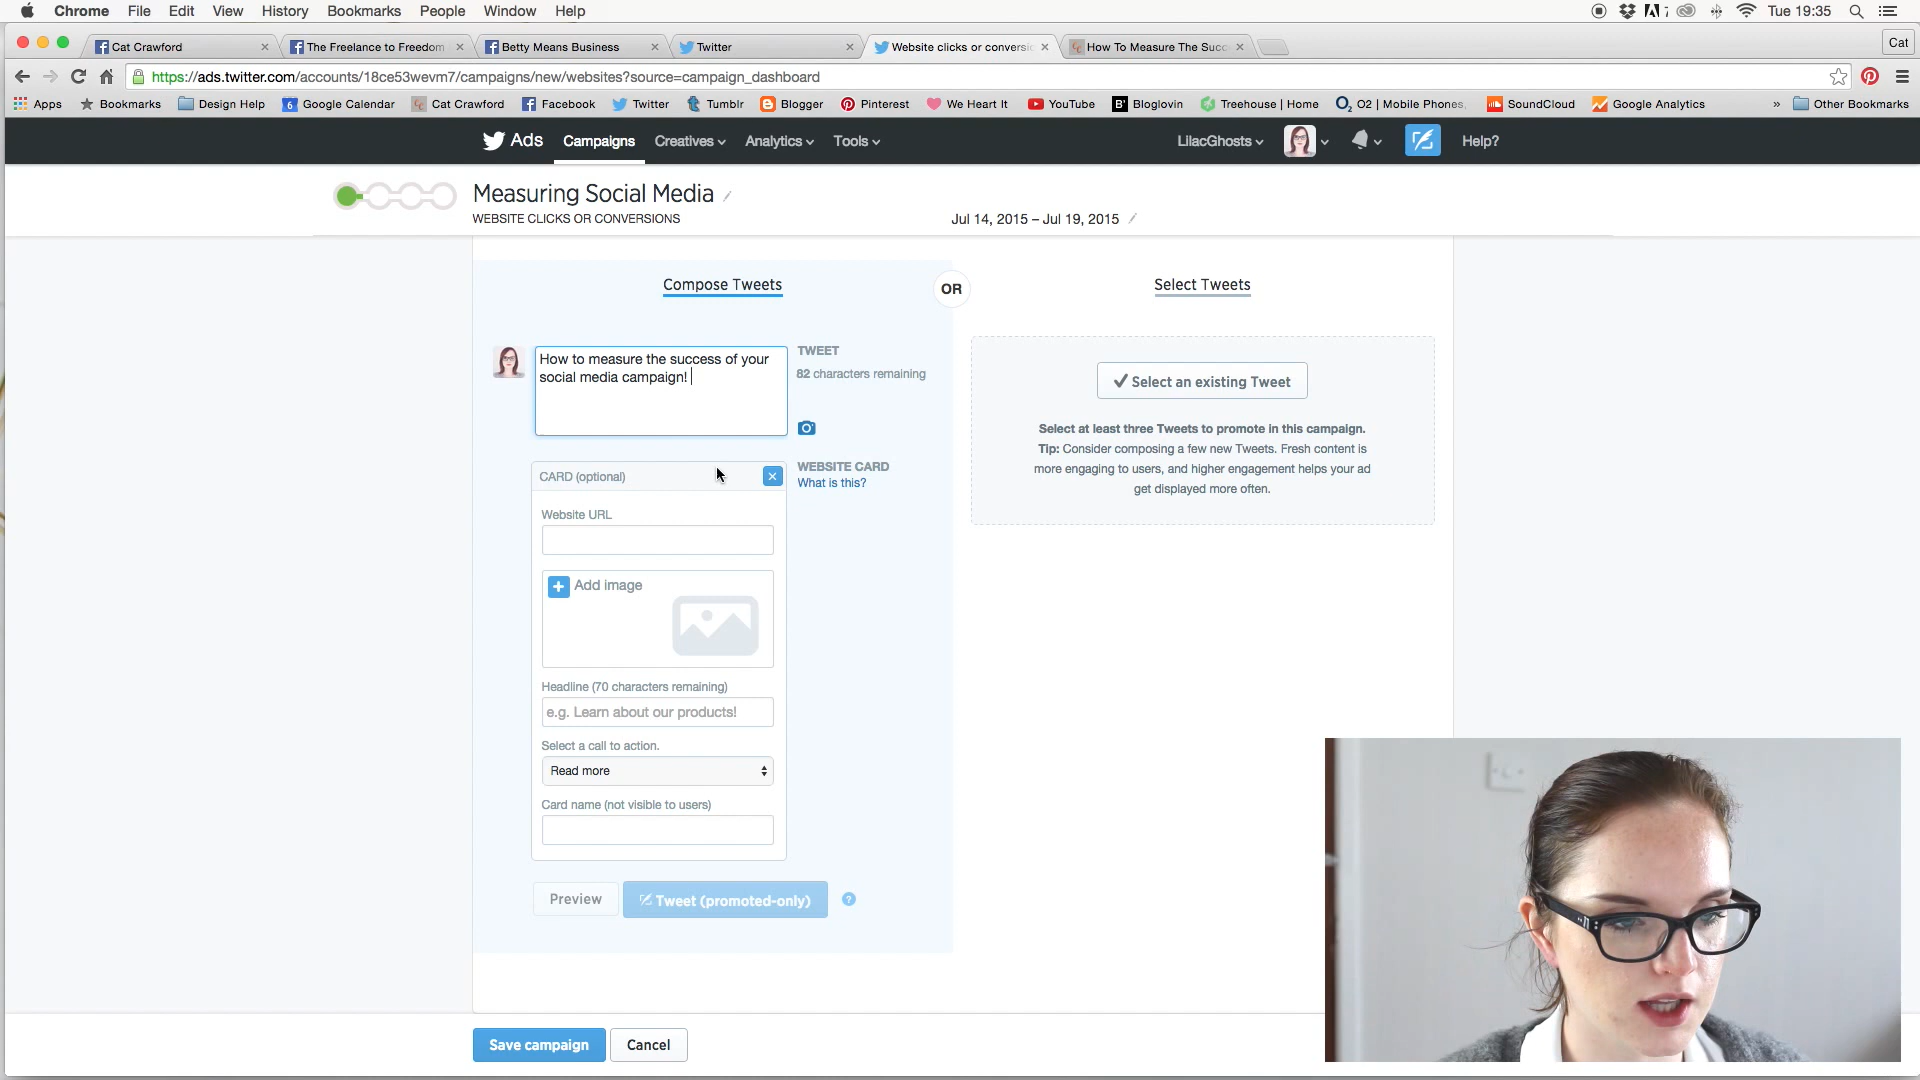 Chrome File Edit View History Bookmarks People Window Help
7 Tue 19:35
Cat Crawford
The Freelance to Freedom
Betty Means Business
Twitter
Website clicks or conversi
How To Measure The Succ
Cat
https://ads.twitter.com/accounts/18ce53wevm7/campaigns/new/websites?source=campaign_dashboard
Apps Bookmarks Design Help 6 Google Calendar Cat Crawford Facebook Twitter Tumblr Blogger Pinterest We Heart It YouTube Bloglovin Treehouse | Home O2 | Mobile Phones, SoundCloud Google Analytics » Other Bookmarks
Ads Campaigns Creatives Analytics Tools LilacGhosts Help?
Measuring Social Media
WEBSITE CLICKS OR CONVERSIONS
Jul 14, 2015 – Jul 19, 2015
Compose Tweets
OR
Select Tweets
How to measure the success of your
social media campaign!
TWEET
82 characters remaining
CARD (optional)
WEBSITE CARD
What is this?
Website URL
Add image
Headline (70 characters remaining)
e.g. Learn about our products!
Select a call to action.
Read more
Card name (not visible to users)
Preview
Tweet (promoted-only)
?
Select an existing Tweet
Select at least three Tweets to promote in this campaign.
Tip: Consider composing a few new Tweets. Fresh content is
more engaging to users, and higher engagement helps your ad
get displayed more often.
Save campaign
Cancel